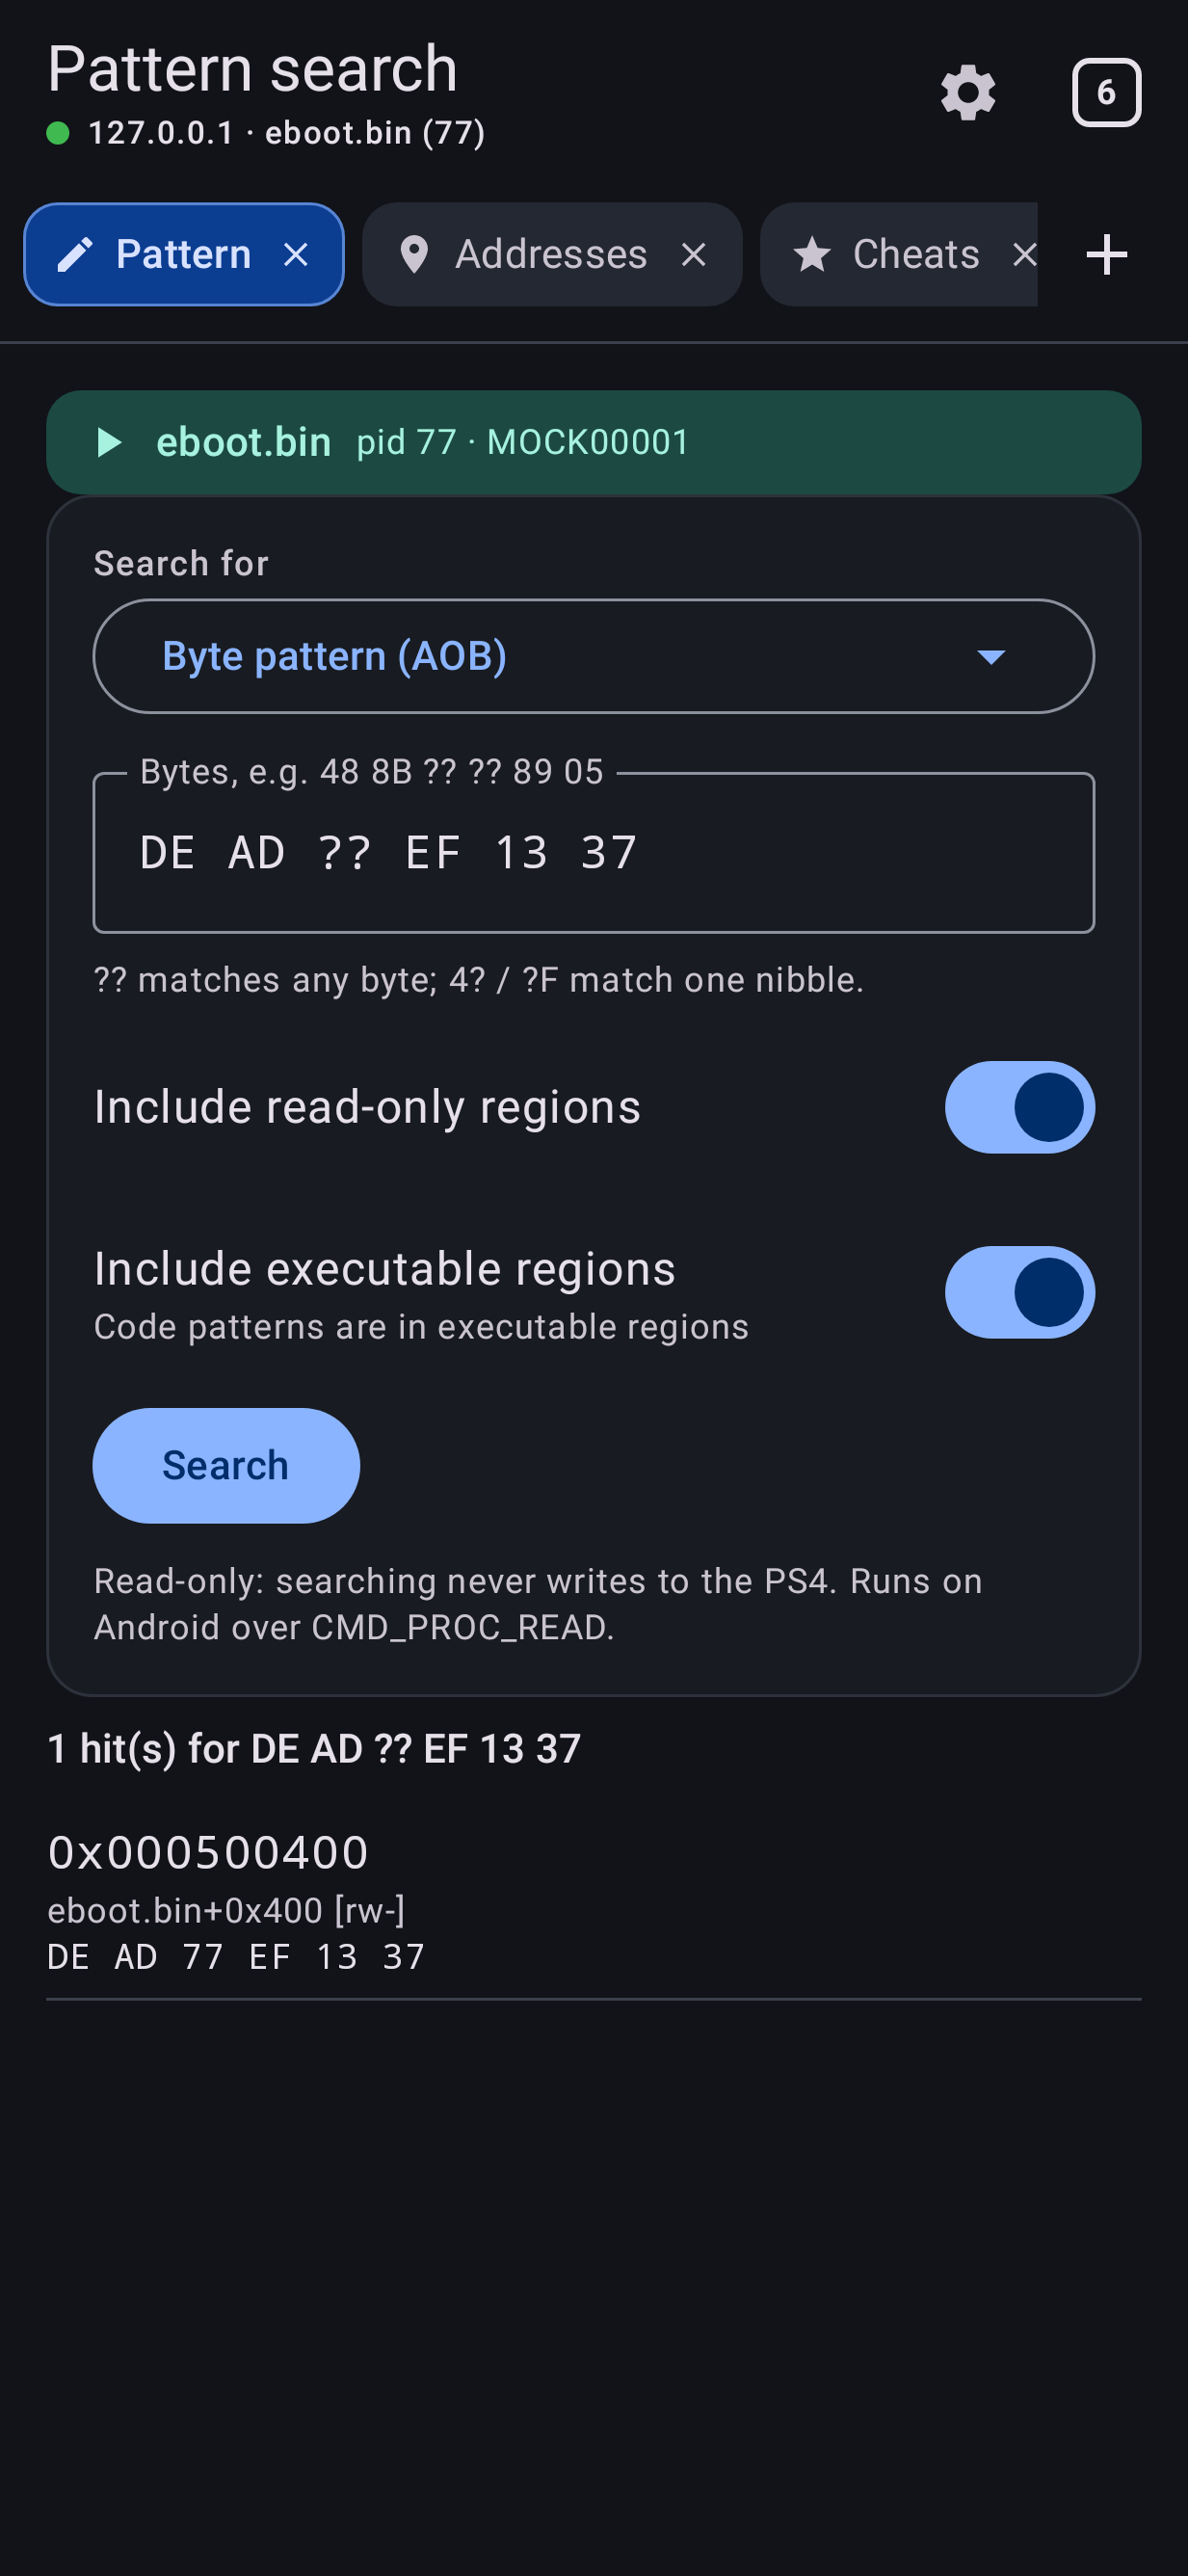 Pattern search
6
127.0.0.1 · eboot.bin (77)
Pattern
Addresses
Cheats
eboot.bin pid 77 · MOCK00001
Search for
Byte pattern (AOB)
Bytes, e.g. 48 8B ?? ?? 89 05
DE AD ?? EF 13 37
?? matches any byte; 4? / ?F match one nibble.
Include read-only regions
Include executable regions
Code patterns are in executable regions
Search
Read-only: searching never writes to the PS4. Runs on
Android over CMD_PROC_READ.
1 hit(s) for DE AD ?? EF 13 37
0x000500400
eboot.bin+0x400 [rw-]
DE AD 77 EF 13 37